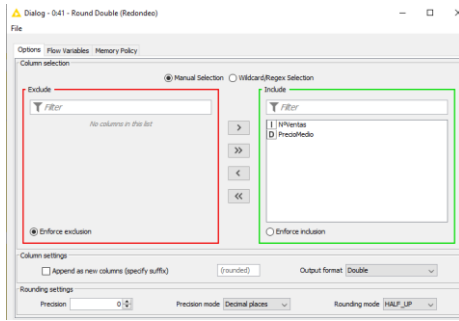 Dialog - 0:41 - Round Double (Redondeo)
File
Options Flow Variables Memory Policy
Column selection
Manual Selection Wildcard/Regex Selection
Exclude Include
Filter Filter
No columns in this list
I NºVentas
D PrecioMedio
>
>>
<
<<
Enforce exclusion Enforce inclusion
Column settings
Append as new columns (specify suffix) (rounded) Output format Double
Rounding settings
Precision 0 Precision mode Decimal places Rounding mode HALF_UP